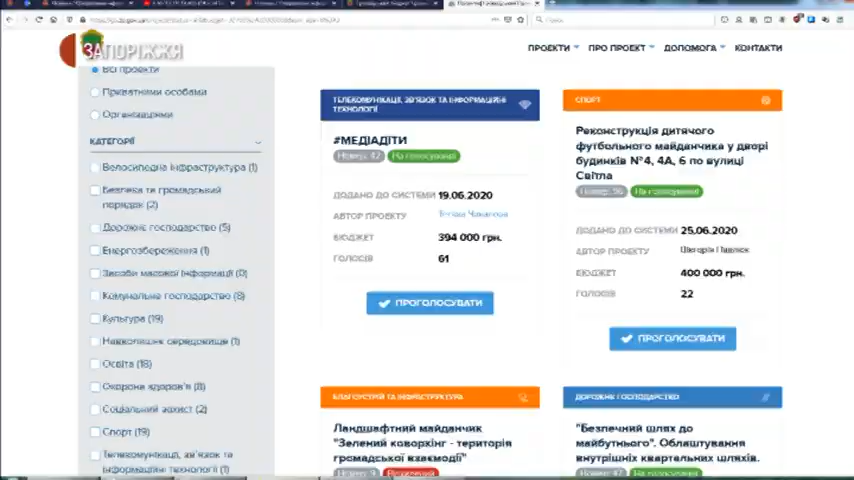 ЗАПОРІЖЖЯ
ПРОЕКТИ
ПРО ПРОЕКТ
ДОПОМОГА
КОНТАКТИ
Всі проекти
Приватними особами
Організаціями
КАТЕГОРІЇ
Велосипедна інфраструктура (1)
Безпека та громадський
порядок (2)
Дорожнє господарство (5)
Енергозбереження (1)
Засоби масової інформації (0)
Комунальне господарство (8)
Культура (19)
Навколишнє середовище (1)
Освіта (18)
Охорона здоров'я (8)
Соціальний захист (2)
Спорт (19)
Телекомунікації, зв'язок та
інформаційні технології (1)
ТЕЛЕКОМУНІКАЦІЇ, ЗВ'ЯЗОК ТА ІНФОРМАЦІЙНІ
ТЕХНОЛОГІЇ
#МЕДІАДІТИ
Номер: 42 На голосуванні
ДОДАНО ДО СИСТЕМИ 19.06.2020
АВТОР ПРОЕКТУ
БЮДЖЕТ 394 000 грн.
ГОЛОСІВ 61
ПРОГОЛОСУВАТИ
СПОРТ
Реконструкція дитячого
футбольного майданчика у дворі
будинків №4, 4А, 6 по вулиці
Світла
Номер: На голосуванні
ДОДАНО ДО СИСТЕМИ 25.06.2020
АВТОР ПРОЕКТУ
БЮДЖЕТ 400 000 грн.
ГОЛОСІВ 22
ПРОГОЛОСУВАТИ
БЛАГОУСТРІЙ ТА ІНФРАСТРУКТУРА
Ландшафтний майданчик
"Зелений коворкінг - територія
громадської взаємодії"
Номер: 9
ДОРОЖНЄ ГОСПОДАРСТВО
"Безпечний шлях до
майбутнього". Облаштування
внутрішніх квартальних шляхів.
Номер: 47 На голосуванні